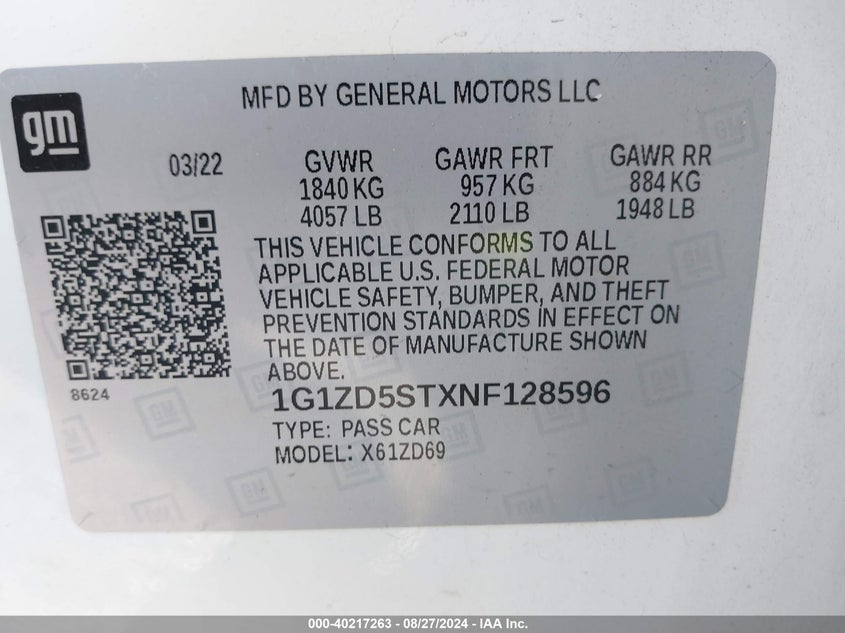 MFD BY GENERAL MOTORS LLC
gm
03/22
GVWR GAWR FRT GAWR RR
1840 KG 957 KG 884 KG
4057 LB 2110 LB 1948 LB
THIS VEHICLE CONFORMS TO ALL
APPLICABLE U.S. FEDERAL MOTOR
VEHICLE SAFETY, BUMPER, AND THEFT
PREVENTION STANDARDS IN EFFECT ON
THE DATE OF MANUFACTURE SHOWN
ABOVE.
8624
1G1ZD5STXNF128596
TYPE: PASS CAR
MODEL: X61ZD69
000-40217263 - 08/27/2024 - IAA Inc.